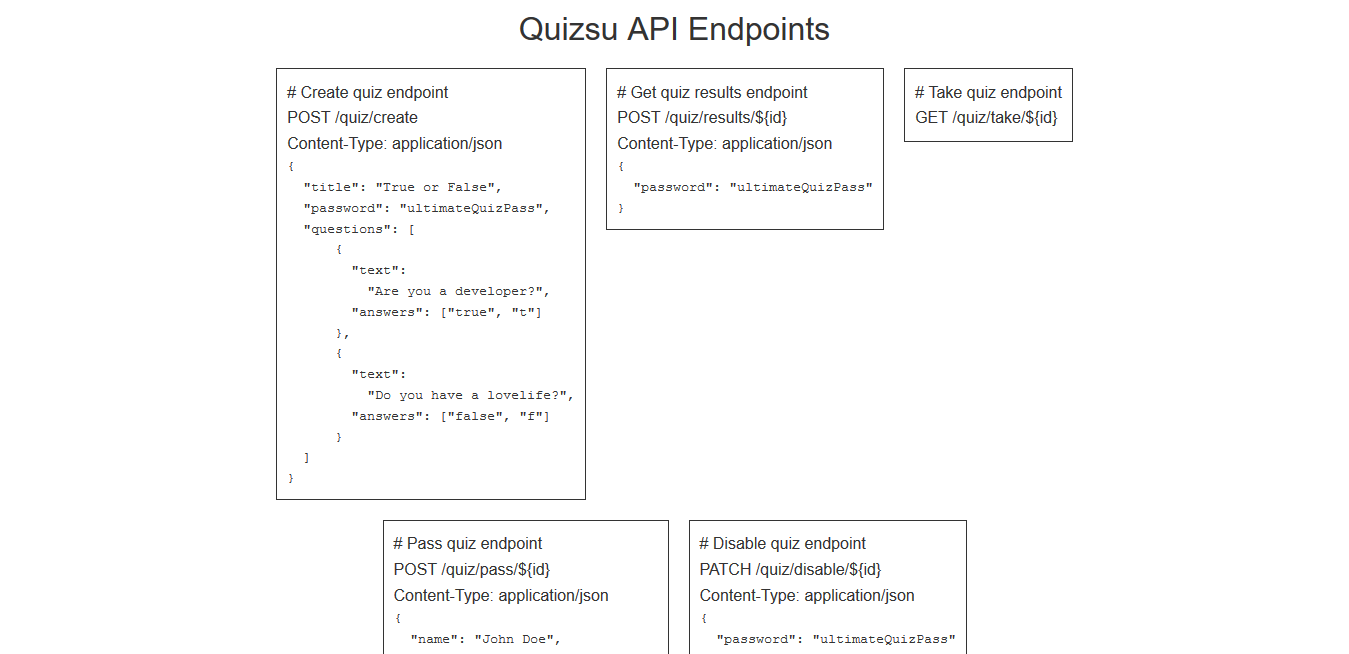 Quizsu API Endpoints
# Create quiz endpoint
POST /quiz/create
Content-Type: application/json
{
  "title": "True or False",
  "password": "ultimateQuizPass",
  "questions": [
      {
        "text":
          "Are you a developer?",
        "answers": ["true", "t"]
      },
      {
        "text":
          "Do you have a lovelife?",
        "answers": ["false", "f"]
      }
  ]
}
# Get quiz results endpoint
POST /quiz/results/${id}
Content-Type: application/json
{
  "password": "ultimateQuizPass"
}
# Take quiz endpoint
GET /quiz/take/${id}
# Pass quiz endpoint
POST /quiz/pass/${id}
Content-Type: application/json
{
  "name": "John Doe",
# Disable quiz endpoint
PATCH /quiz/disable/${id}
Content-Type: application/json
{
  "password": "ultimateQuizPass"